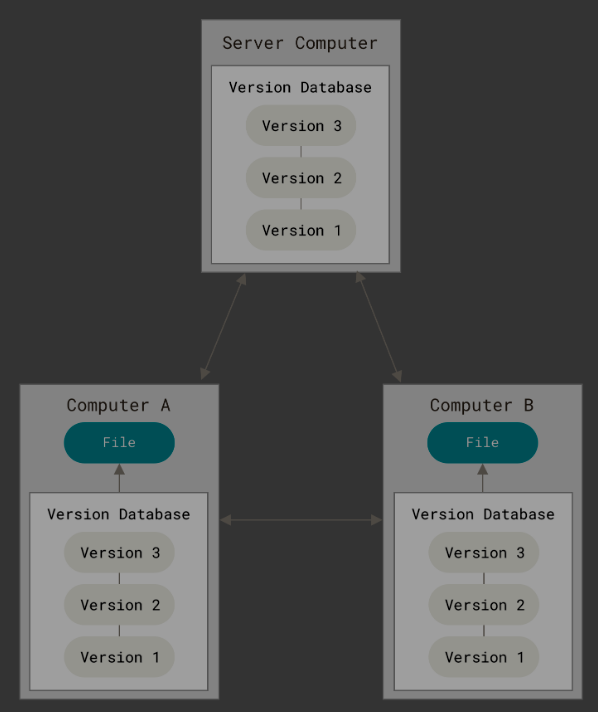 Server Computer
Version Database
Version 3
Version 2
Version 1
Computer A
File
Version Database
Version 3
Version 2
Version 1
Computer B
File
Version Database
Version 3
Version 2
Version 1